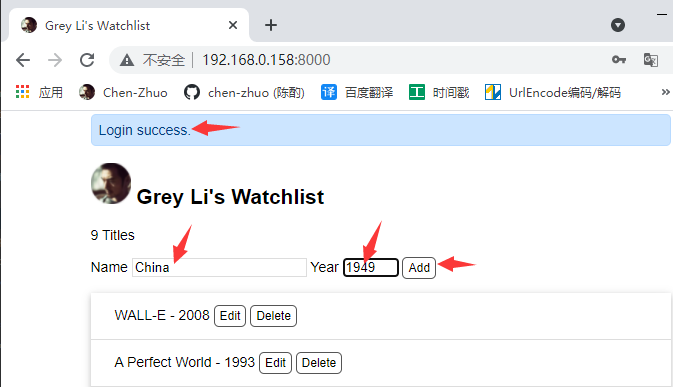 Grey Li's Watchlist
不安全 192.168.0.158:8000
应用 Chen-Zhuo chen-zhuo (陈酌) 译 百度翻译 工 时间戳 UrlEncode编码/解码 »
Login success.
Grey Li's Watchlist
9 Titles
Name China Year 1949 Add
WALL-E - 2008 Edit Delete
A Perfect World - 1993 Edit Delete